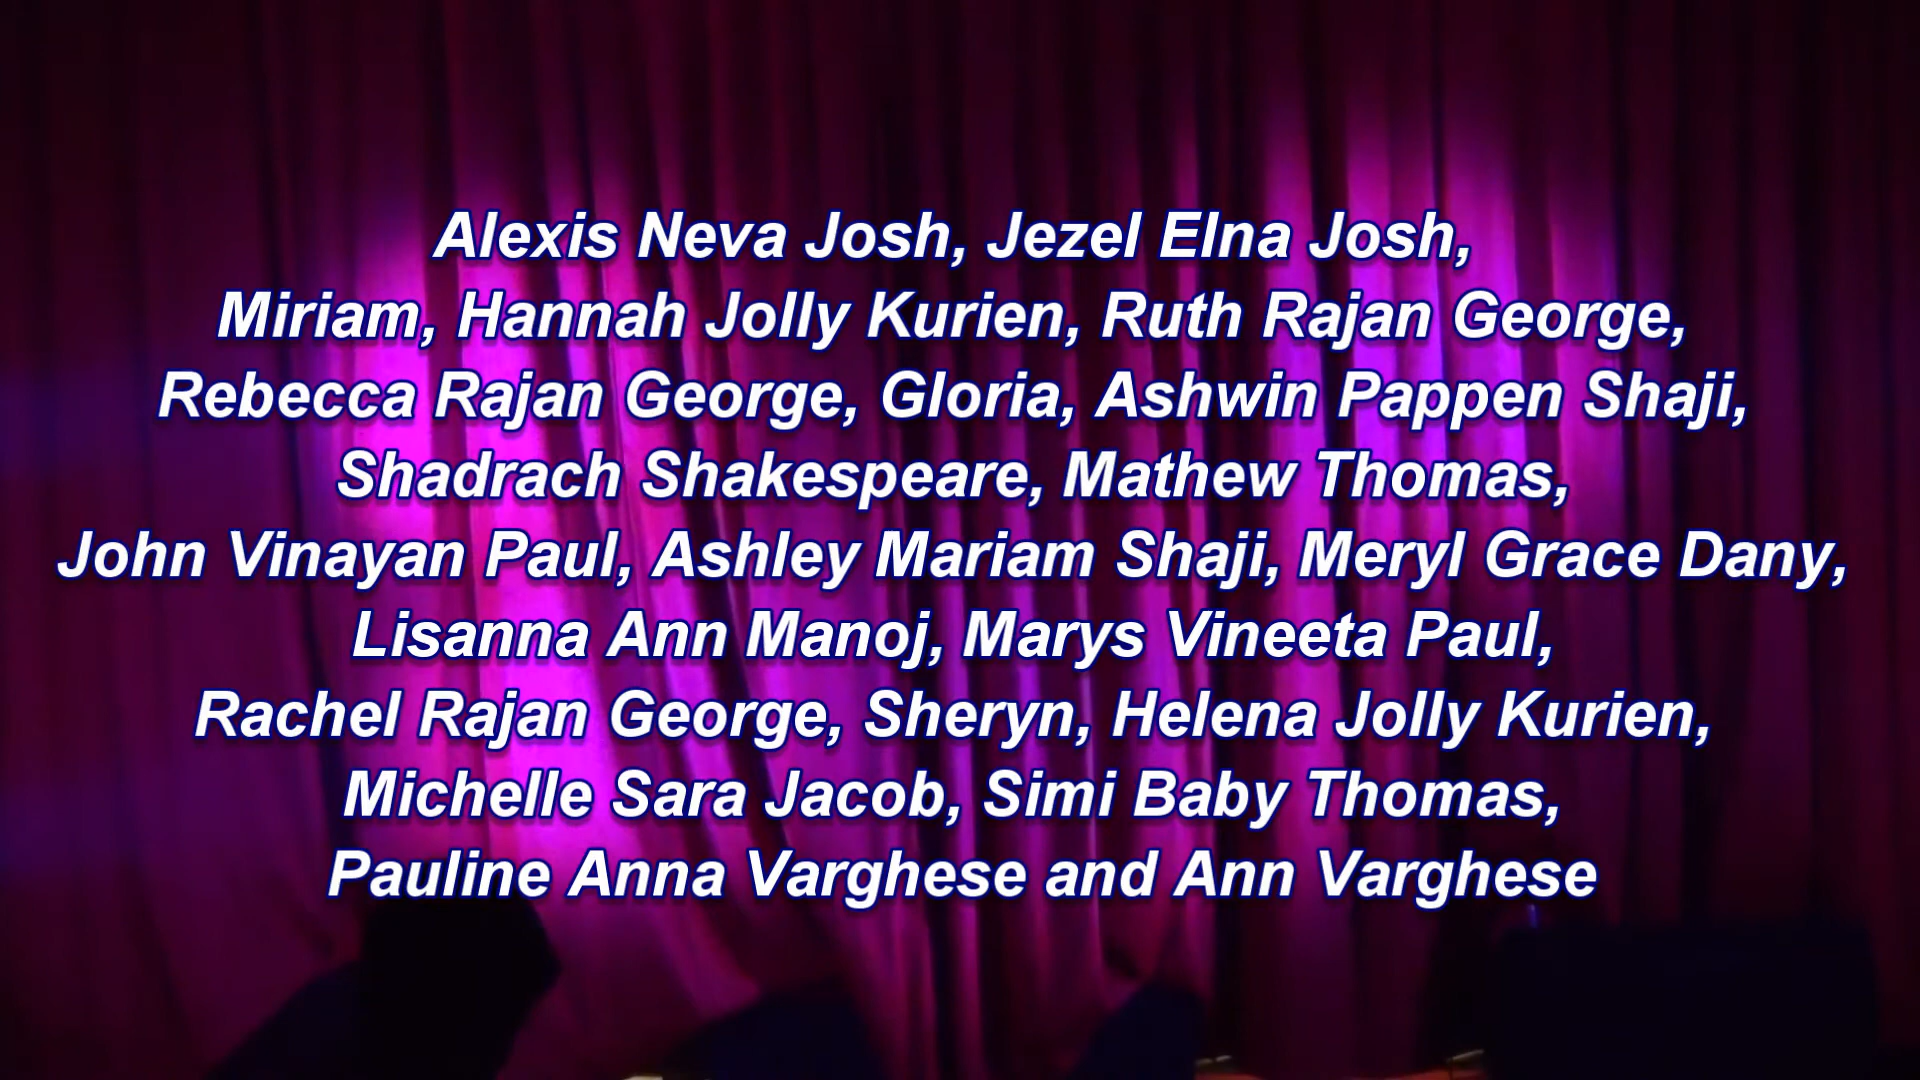 Alexis Neva Josh, Jezel Elna Josh,
Miriam, Hannah Jolly Kurien, Ruth Rajan George,
Rebecca Rajan George, Gloria, Ashwin Pappen Shaji,
Shadrach Shakespeare, Mathew Thomas,
John Vinayan Paul, Ashley Mariam Shaji, Meryl Grace Dany,
Lisanna Ann Manoj, Marys Vineeta Paul,
Rachel Rajan George, Sheryn, Helena Jolly Kurien,
Michelle Sara Jacob, Simi Baby Thomas,
Pauline Anna Varghese and Ann Varghese